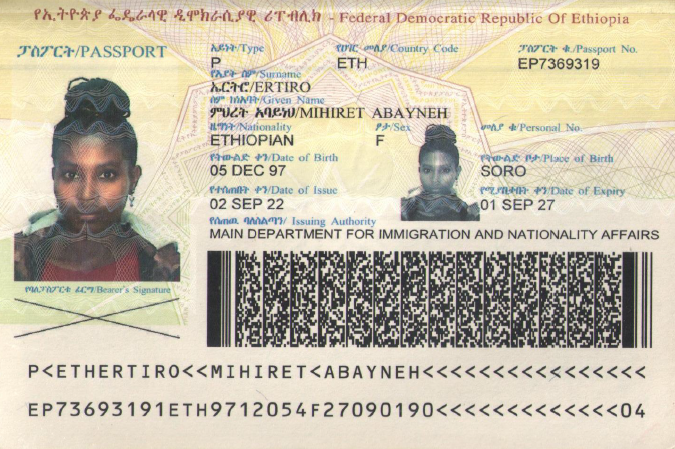 የኢትዮጵያ ፌዴራላዊ ዲሞክራሲያዊ ሪፐብሊክ - Federal Democratic Republic Of Ethiopia
ፓስፖርት/PASSPORT
አይነት/Type የሀገር መለያ/Country Code ፓስፖርት ቁ./Passport No.
P ETH EP7369319
የአያት ስም/Surname
ኤርትሮ/ERTIRO
ስም ከነአባት/Given Name
ምህረት አባይነህ/MIHIRET ABAYNEH
ዜግነት/Nationality ፆታ/Sex መለያ ቁ/Personal No.
ETHIOPIAN F
የትውልድ ቀን/Date of Birth የትውልድ ቦታ/Place of Birth
05 DEC 97 SORO
የተሰጠበት ቀን/Date of Issue የሚያበቃበት ቀን/Date of Expiry
02 SEP 22 01 SEP 27
የሰጠዉ ባለስልጣን/ Issuing Authority
MAIN DEPARTMENT FOR IMMIGRATION AND NATIONALITY AFFAIRS
የባለፓስፖርቱ ፊርማ/Bearer's Signature
P<ETHERTIRO<<MIHIRET<ABAYNEH<<<<<<<<<<<<<<<<
EP73693191ETH9712054F27090190<<<<<<<<<<<<<04